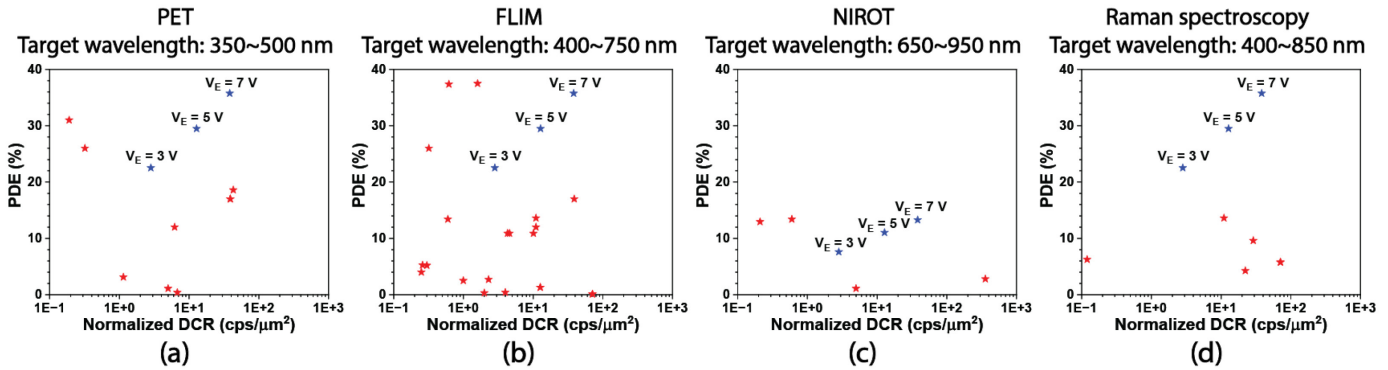 PET
Target wavelength: 350~500 nm
40
30
20
10
0
PDE (%)
V_E = 7 V
V_E = 5 V
V_E = 3 V
1E−1
1E+0
1E+1
1E+2
1E+3
Normalized DCR (cps/μm²)
(a)
FLIM
Target wavelength: 400~750 nm
40
30
20
10
0
PDE (%)
V_E = 7 V
V_E = 5 V
V_E = 3 V
1E−1
1E+0
1E+1
1E+2
1E+3
Normalized DCR (cps/μm²)
(b)
NIROT
Target wavelength: 650~950 nm
40
30
20
10
0
PDE (%)
V_E = 7 V
V_E = 5 V
V_E = 3 V
1E−1
1E+0
1E+1
1E+2
1E+3
Normalized DCR (cps/μm²)
(c)
Raman spectroscopy
Target wavelength: 400~850 nm
40
30
20
10
0
PDE (%)
V_E = 7 V
V_E = 5 V
V_E = 3 V
1E−1
1E+0
1E+1
1E+2
1E+3
Normalized DCR (cps/μm²)
(d)